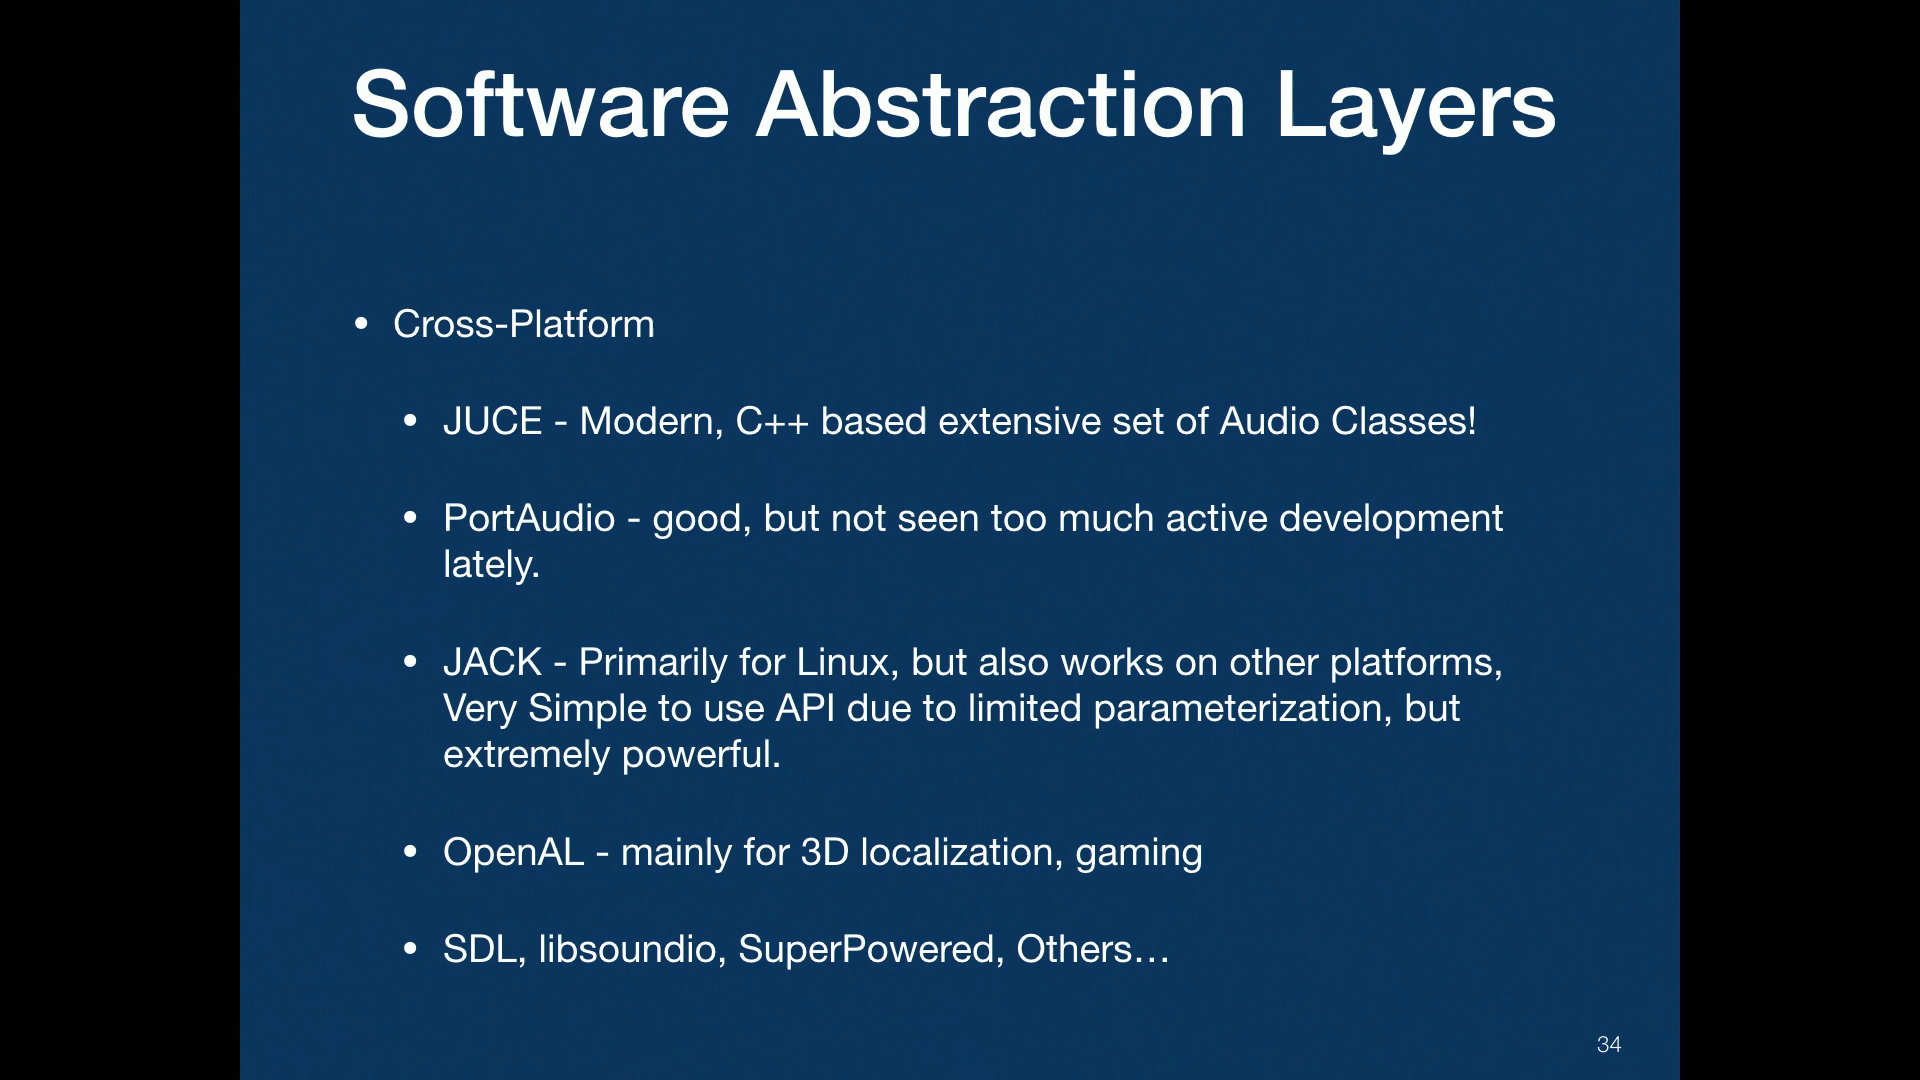 Software Abstraction Layers
• Cross-Platform
• JUCE - Modern, C++ based extensive set of Audio Classes!
• PortAudio - good, but not seen too much active development
lately.
• JACK - Primarily for Linux, but also works on other platforms,
Very Simple to use API due to limited parameterization, but
extremely powerful.
• OpenAL - mainly for 3D localization, gaming
• SDL, libsoundio, SuperPowered, Others…
34